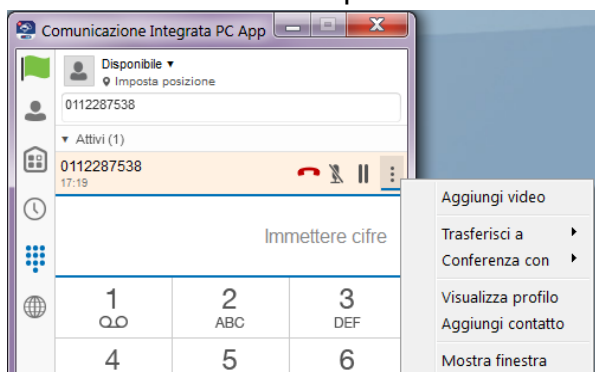 Comunicazione Integrata PC App
Disponibile
Imposta posizione
0112287538
Attivi (1)
0112287538
17:19
Immettere cifre
1
2
ABC
3
DEF
4
5
6
Aggiungi video
Trasferisci a
Conferenza con
Visualizza profilo
Aggiungi contatto
Mostra finestra